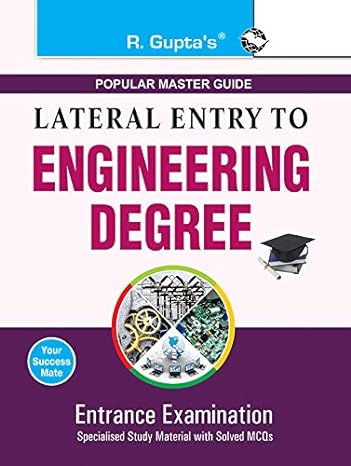 R. Gupta's®
POPULAR MASTER GUIDE
LATERAL ENTRY TO
ENGINEERING
DEGREE
Your
Success
Mate
Entrance Examination
Specialised Study Material with Solved MCQs